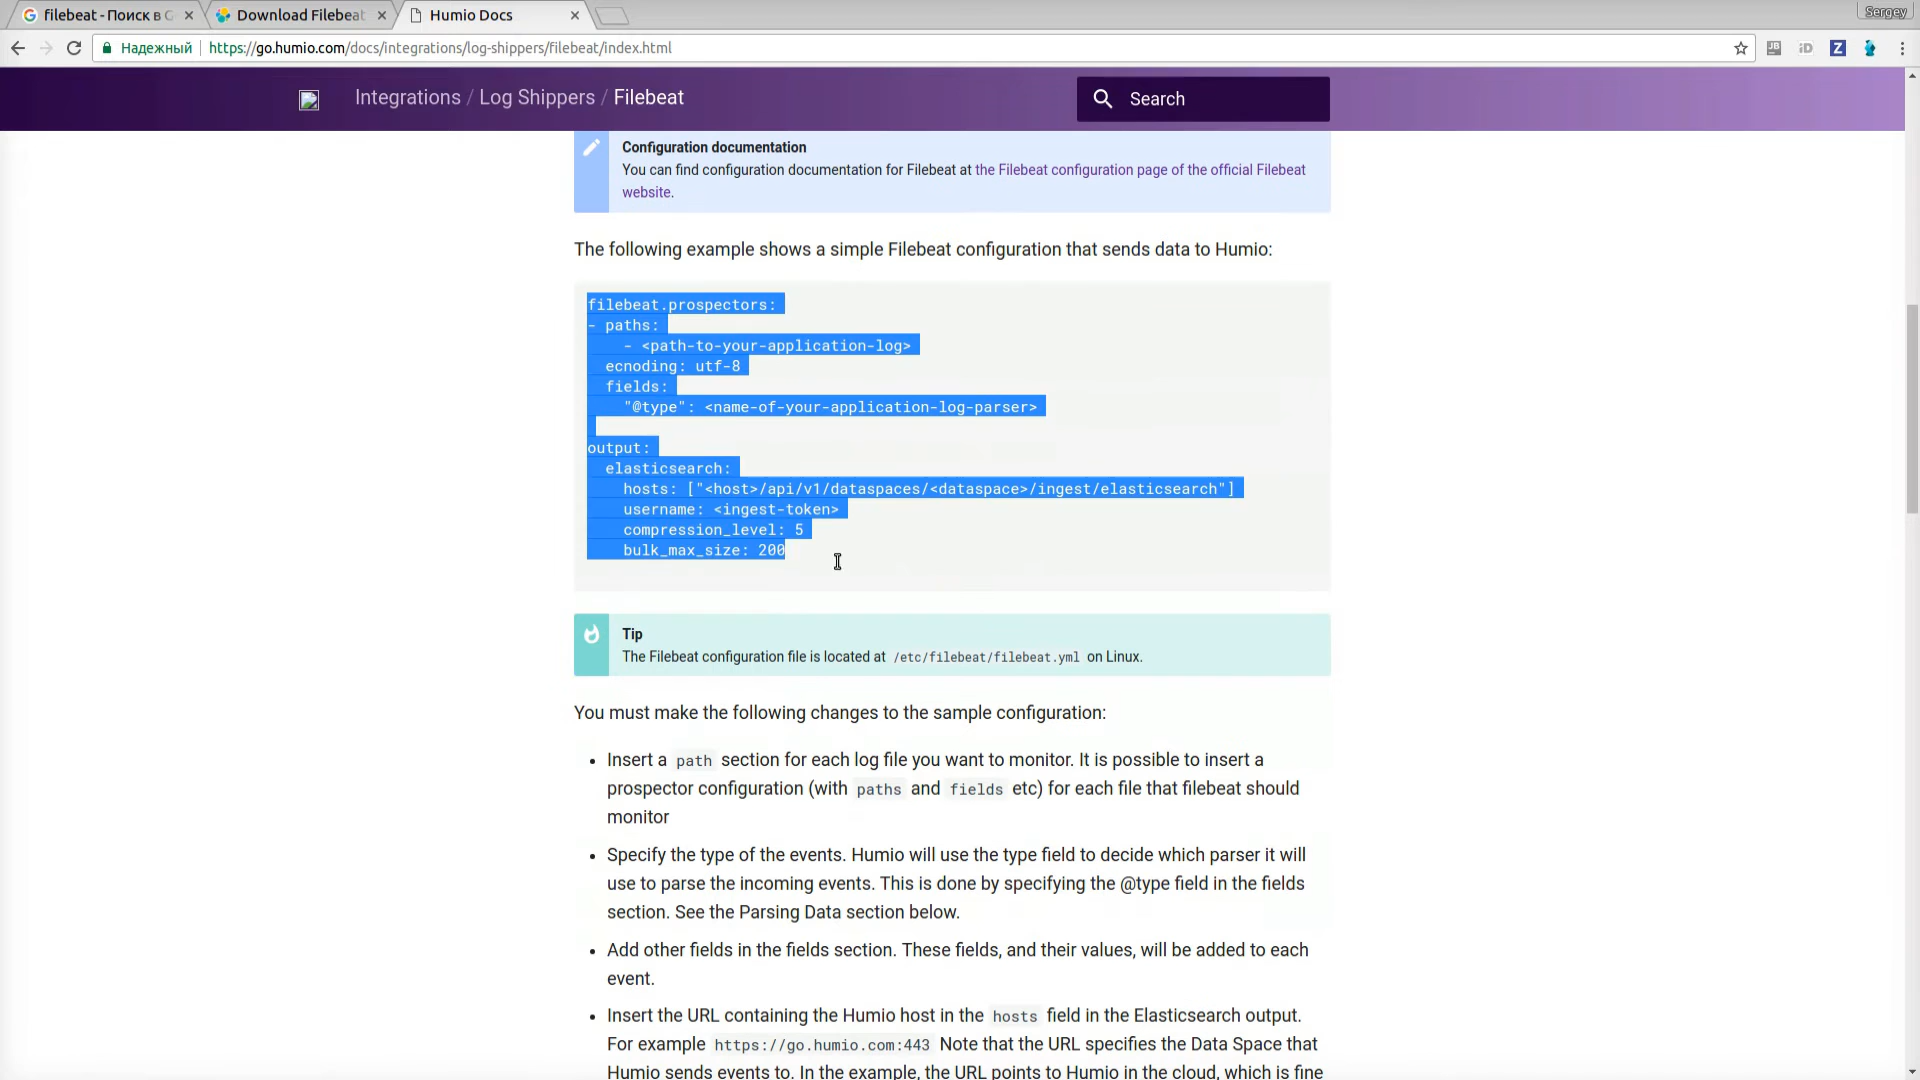 filebeat - Поиск в G
Download Filebeat
Humio Docs
Sergey
Надежный
https://go.humio.com/docs/integrations/log-shippers/filebeat/index.html
JB
iD
Z
Integrations / Log Shippers / Filebeat
Search
Configuration documentation
You can find configuration documentation for Filebeat at the Filebeat configuration page of the official Filebeat
website.
The following example shows a simple Filebeat configuration that sends data to Humio:
filebeat.prospectors:
- paths:
    - <path-to-your-application-log>
  ecnoding: utf-8
  fields:
    "@type": <name-of-your-application-log-parser>
output:
  elasticsearch:
    hosts: ["<host>/api/v1/dataspaces/<dataspace>/ingest/elasticsearch"]
    username: <ingest-token>
    compression_level: 5
    bulk_max_size: 200
Tip
The Filebeat configuration file is located at /etc/filebeat/filebeat.yml on Linux.
You must make the following changes to the sample configuration:
• Insert a path section for each log file you want to monitor. It is possible to insert a
prospector configuration (with paths and fields etc) for each file that filebeat should
monitor
• Specify the type of the events. Humio will use the type field to decide which parser it will
use to parse the incoming events. This is done by specifying the @type field in the fields
section. See the Parsing Data section below.
• Add other fields in the fields section. These fields, and their values, will be added to each
event.
• Insert the URL containing the Humio host in the hosts field in the Elasticsearch output.
For example https://go.humio.com:443 Note that the URL specifies the Data Space that
Humio sends events to. In the example, the URL points to Humio in the cloud, which is fine